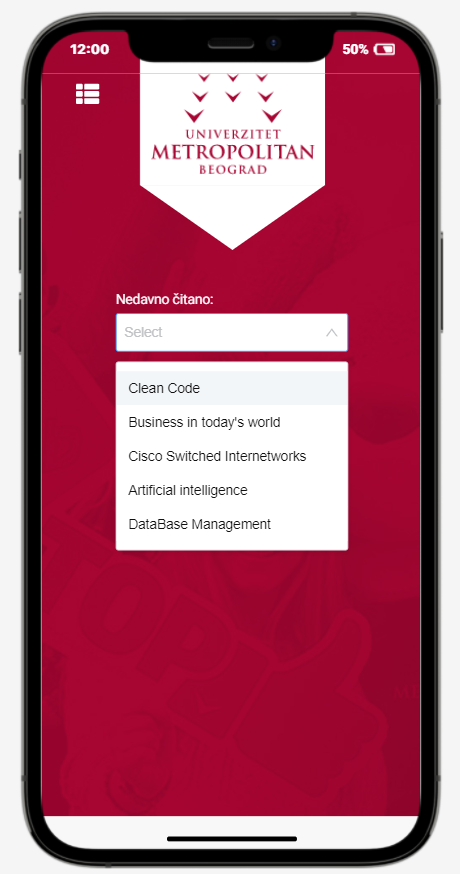 12:00
50%
UNIVERZITET
METROPOLITAN
BEOGRAD
Nedavno čitano:
Select
Clean Code
Business in today's world
Cisco Switched Internetworks
Artificial intelligence
DataBase Management